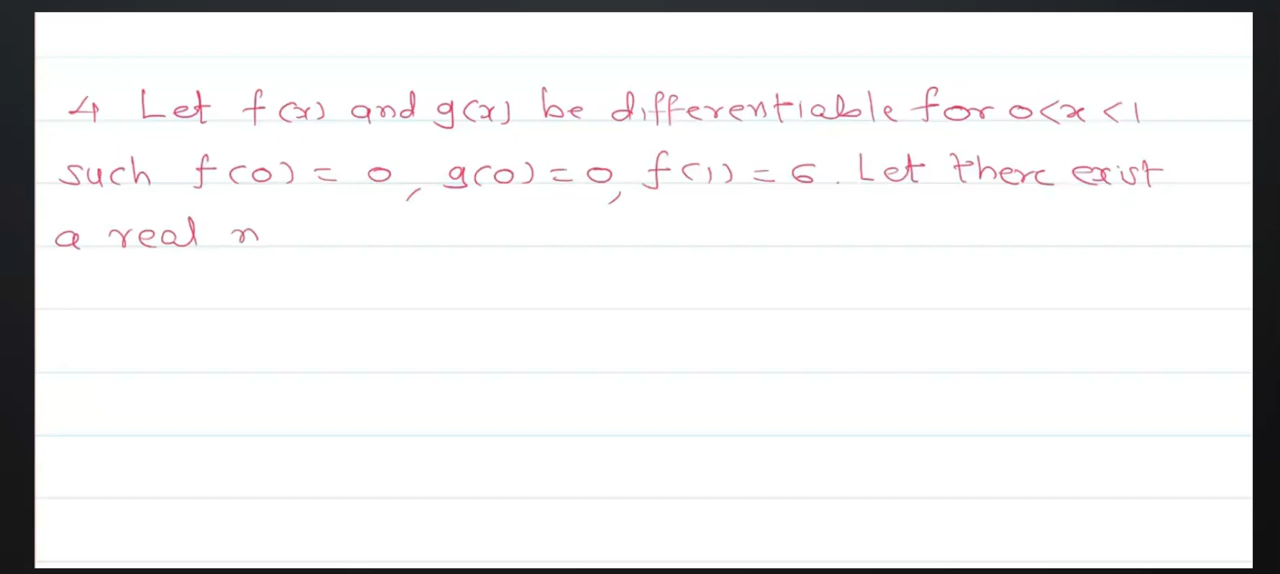 4 Let f(x) and g(x) be differentiable for 0<x<1
such f(0) = 0, g(0) = 0, f(1) = 6. Let there exist
a real n